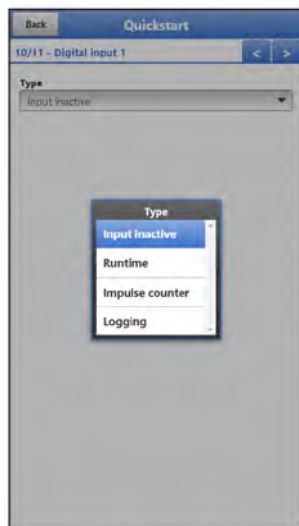 Back
Quickstart
10/11 - Digital input 1
< >
Type
Input inactive
Type
Input inactive
Runtime
Impulse counter
Logging